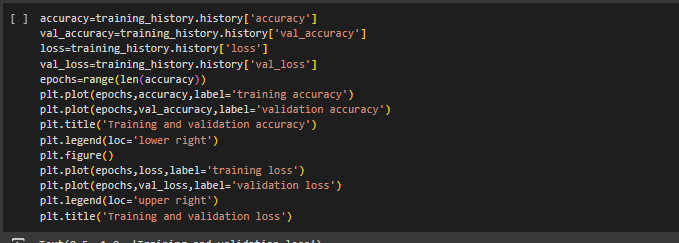 [ ] accuracy=training_history.history['accuracy']
val_accuracy=training_history.history['val_accuracy']
loss=training_history.history['loss']
val_loss=training_history.history['val_loss']
epochs=range(len(accuracy))
plt.plot(epochs,accuracy,label='training accuracy')
plt.plot(epochs,val_accuracy,label='validation accuracy')
plt.title('Training and validation accuracy')
plt.legend(loc='lower right')
plt.figure()
plt.plot(epochs,loss,label='training loss')
plt.plot(epochs,val_loss,label='validation loss')
plt.legend(loc='upper right')
plt.title('Training and validation loss')